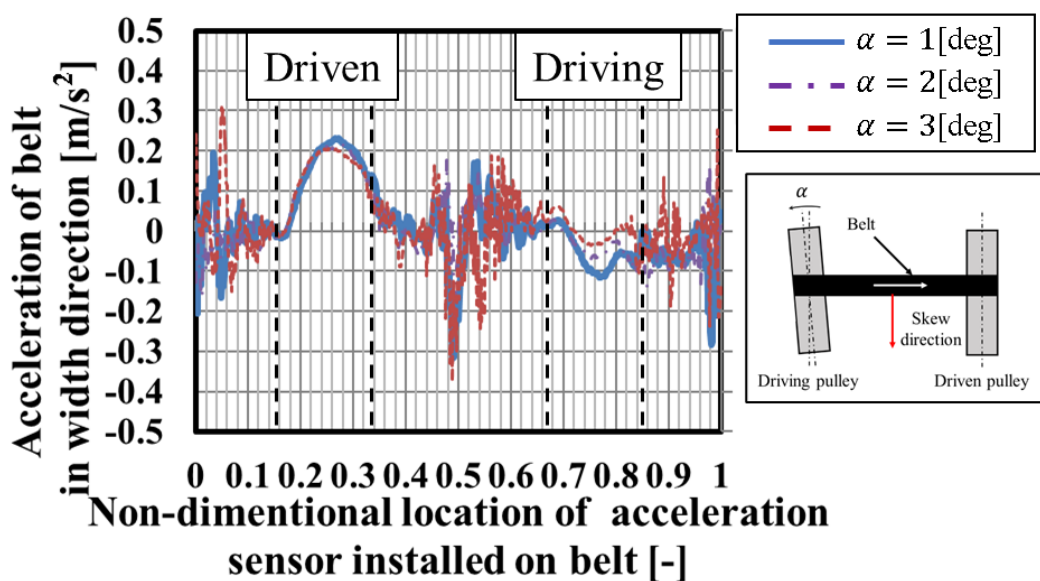 Acceleration of belt
in width direction [m/s²]
0.5
0.4
0.3
0.2
0.1
0
-0.1
-0.2
-0.3
-0.4
-0.5
Driven
Driving
0 0.1 0.2 0.3 0.4 0.5 0.6 0.7 0.8 0.9 1
Non-dimentional location of acceleration
sensor installed on belt [-]
α = 1[deg]
α = 2[deg]
α = 3[deg]
α
Belt
Skew
direction
Driving pulley
Driven pulley